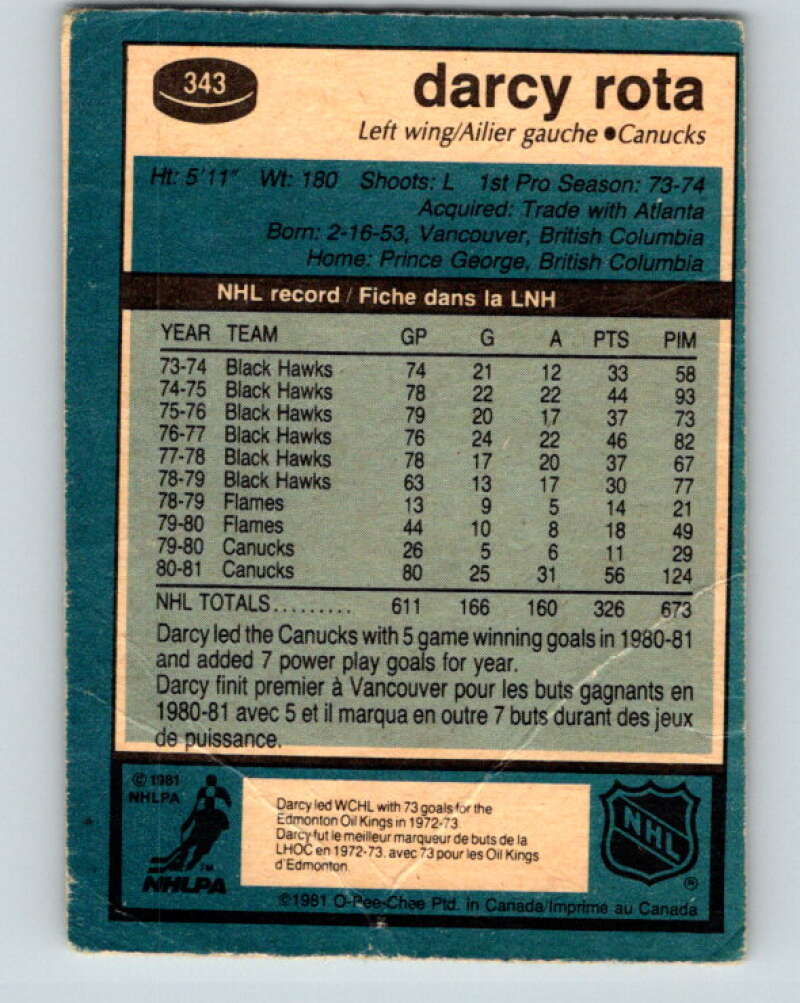 343
darcy rota
Left wing/Ailier gauche ● Canucks
Ht: 5'11" Wt: 180 Shoots: L 1st Pro Season: 73-74
Acquired: Trade with Atlanta
Born: 2-16-53, Vancouver, British Columbia
Home: Prince George, British Columbia
NHL record / Fiche dans la LNH
YEAR TEAM GP G A PTS PIM
73-74 Black Hawks 74 21 12 33 58
74-75 Black Hawks 78 22 22 44 93
75-76 Black Hawks 79 20 17 37 73
76-77 Black Hawks 76 24 22 46 82
77-78 Black Hawks 78 17 20 37 67
78-79 Black Hawks 63 13 17 30 77
78-79 Flames 13 9 5 14 21
79-80 Flames 44 10 8 18 49
79-80 Canucks 26 5 6 11 29
80-81 Canucks 80 25 31 56 124
NHL TOTALS......... 611 166 160 326 673
Darcy led the Canucks with 5 game winning goals in 1980-81
and added 7 power play goals for year.
Darcy finit premier à Vancouver pour les buts gagnants en
1980-81 avec 5 et il marqua en outre 7 buts durant des jeux
de puissance.
© 1981
NHLPA
NHLPA
TM
Darcy led WCHL with 73 goals for the
Edmonton Oil Kings in 1972-73.
Darcy fut le meilleur marqueur de buts de la
LHOC en 1972-73. avec 73 pour les Oil Kings
d'Edmonton.
NHL
®
©1981 O-Pee-Chee Ptd. in Canada/Imprime au Canada